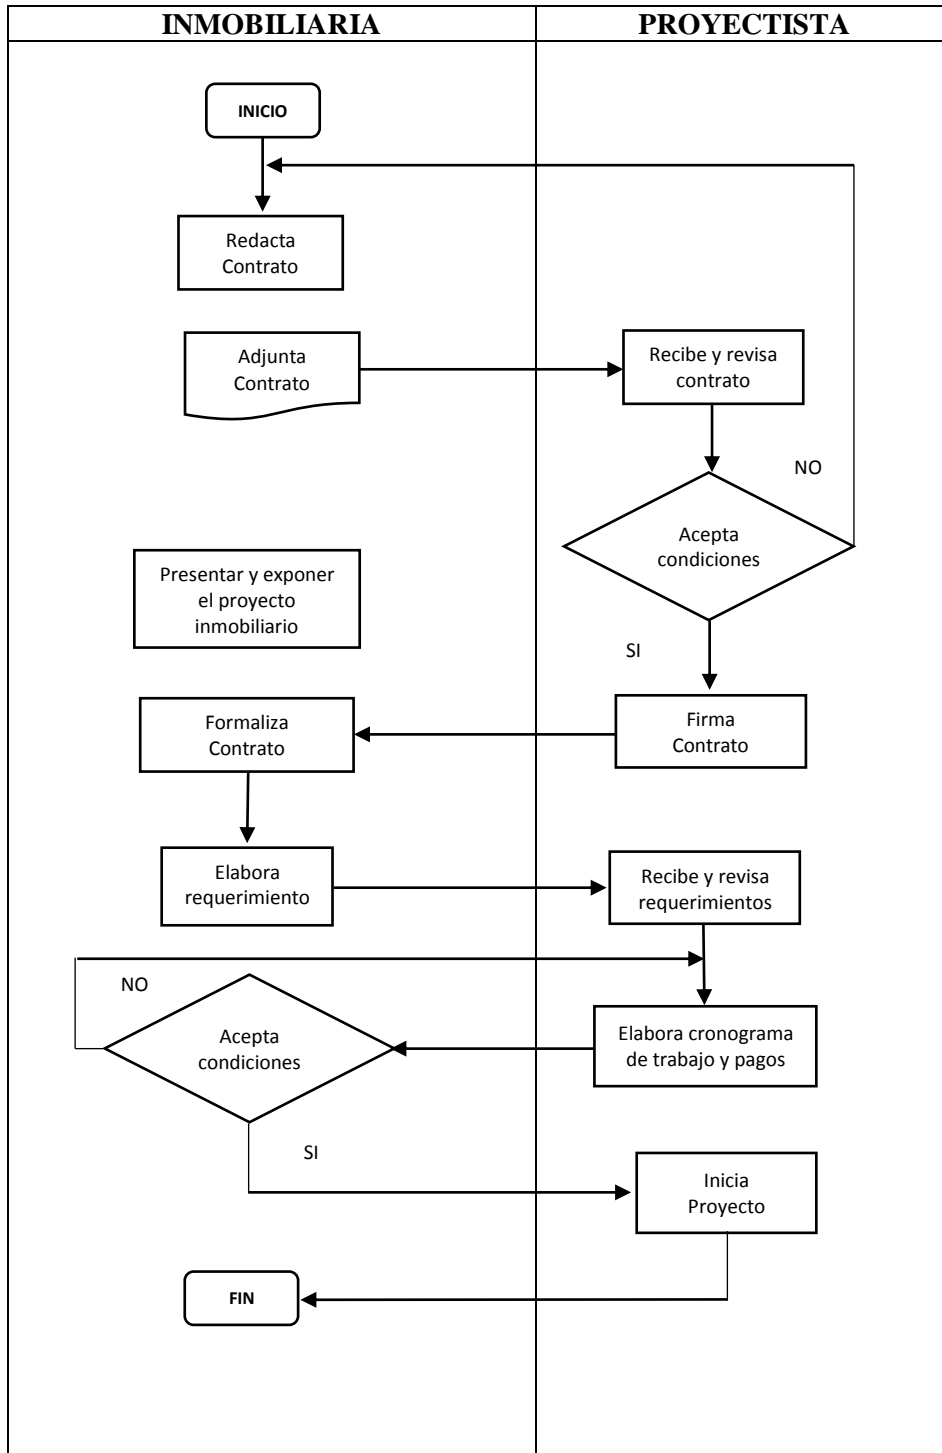 INMOBILIARIA
PROYECTISTA
INICIO
Redacta
Contrato
Adjunta
Contrato
Recibe y revisa
contrato
NO
Acepta
condiciones
Presentar y exponer
el proyecto
inmobiliario
SI
Formaliza
Contrato
Firma
Contrato
Elabora
requerimiento
Recibe y revisa
requerimientos
NO
Acepta
condiciones
Elabora cronograma
de trabajo y pagos
SI
Inicia
Proyecto
FIN